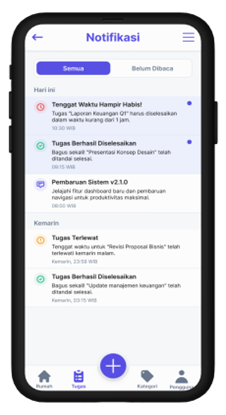 Notifikasi
Semua Belum Dibaca
Hari ini
Tenggat Waktu Hampir Habis!
Tugas "Laporan Keuangan Q1" harus diselesaikan
dalam waktu kurang dari 1 jam.
10:30 WIB
Tugas Berhasil Diselesaikan
Bagus sekali! "Presentasi Konsep Desain" telah
ditandai selesai.
09:15 WIB
Pembaruan Sistem v2.1.0
Jelajahi fitur dashboard baru dan pembaruan
navigasi untuk produktivitas maksimal.
08:00 WIB
Kemarin
Tugas Terlewat
Tenggat waktu untuk "Revisi Proposal Bisnis" telah
terlewati kemarin malam.
Kemarin, 23:59 WIB
Tugas Berhasil Diselesaikan
Bagus sekali! "Update manajemen keuangan" telah
ditandai selesai.
Kemarin, 03:15 WIB
Rumah Tugas Kategori Pengguna